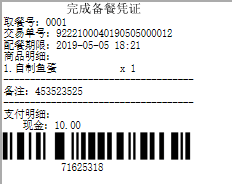 完成备餐凭证
取餐号：0001
交易单号：9222100040190505000012
配餐期限：2019-05-05 18:21
商品明细：
1.自制鱼蛋 x 1
备注：453523525
支付明细：
现金：10.00
71625318